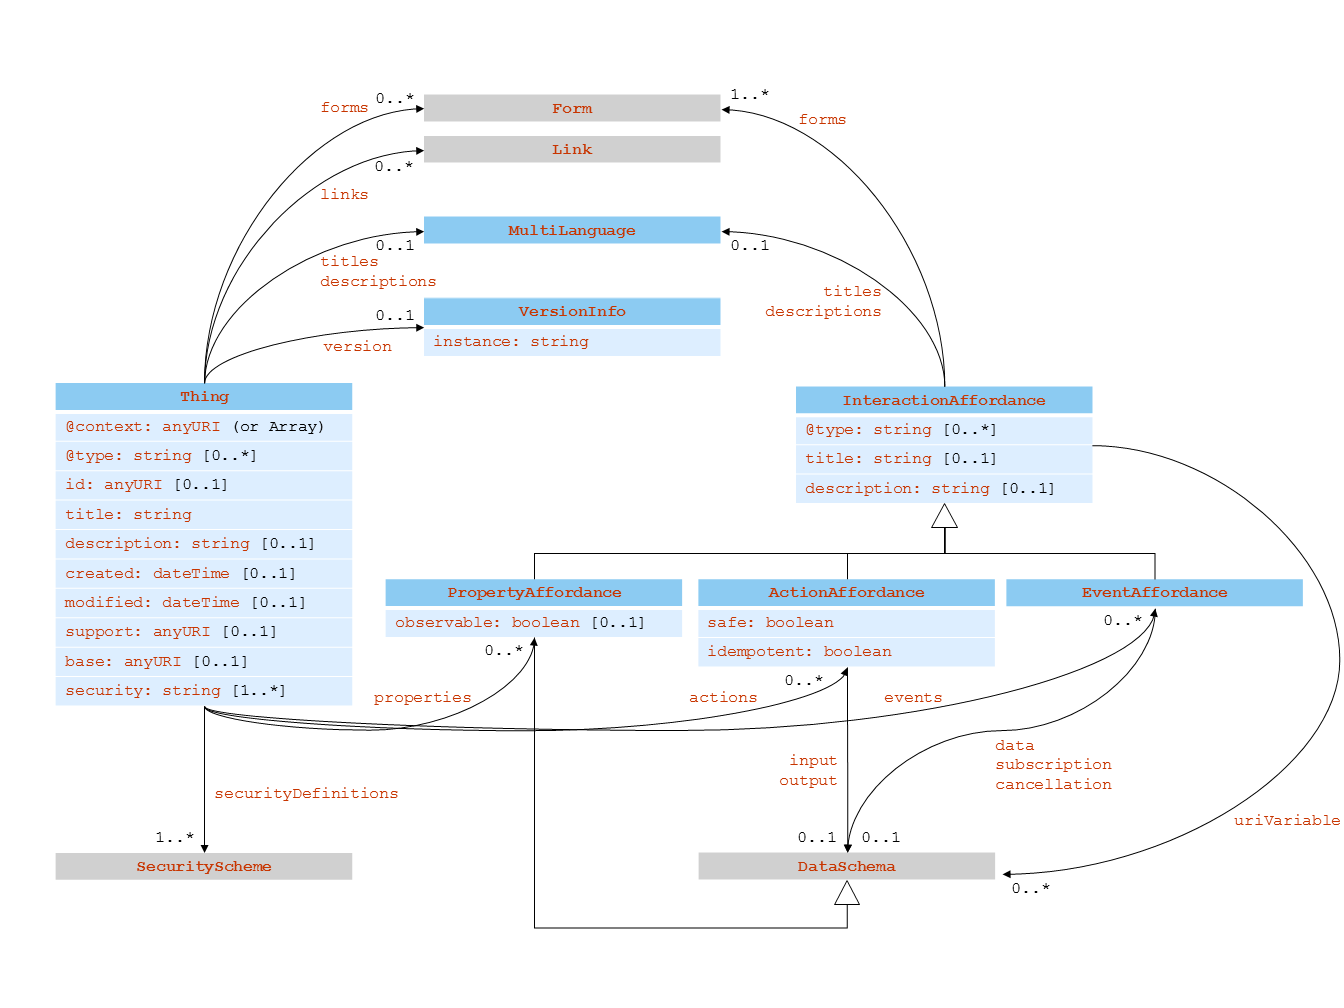 0..*
forms
Form
1..*
forms
Link
0..*
links
MultiLanguage
0..1
titles
descriptions
0..1
titles
descriptions
VersionInfo
instance: string
0..1
version
Thing
@context: anyURI (or Array)
@type: string [0..*]
id: anyURI [0..1]
title: string
description: string [0..1]
created: dateTime [0..1]
modified: dateTime [0..1]
support: anyURI [0..1]
base: anyURI [0..1]
security: string [1..*]
InteractionAffordance
@type: string [0..*]
title: string [0..1]
description: string [0..1]
PropertyAffordance
observable: boolean [0..1]
0..*
properties
ActionAffordance
safe: boolean
idempotent: boolean
0..*
actions
EventAffordance
0..*
events
input
output
data
subscription
cancellation
securityDefinitions
1..*
SecurityScheme
0..1
0..1
DataSchema
uriVariable
0..*